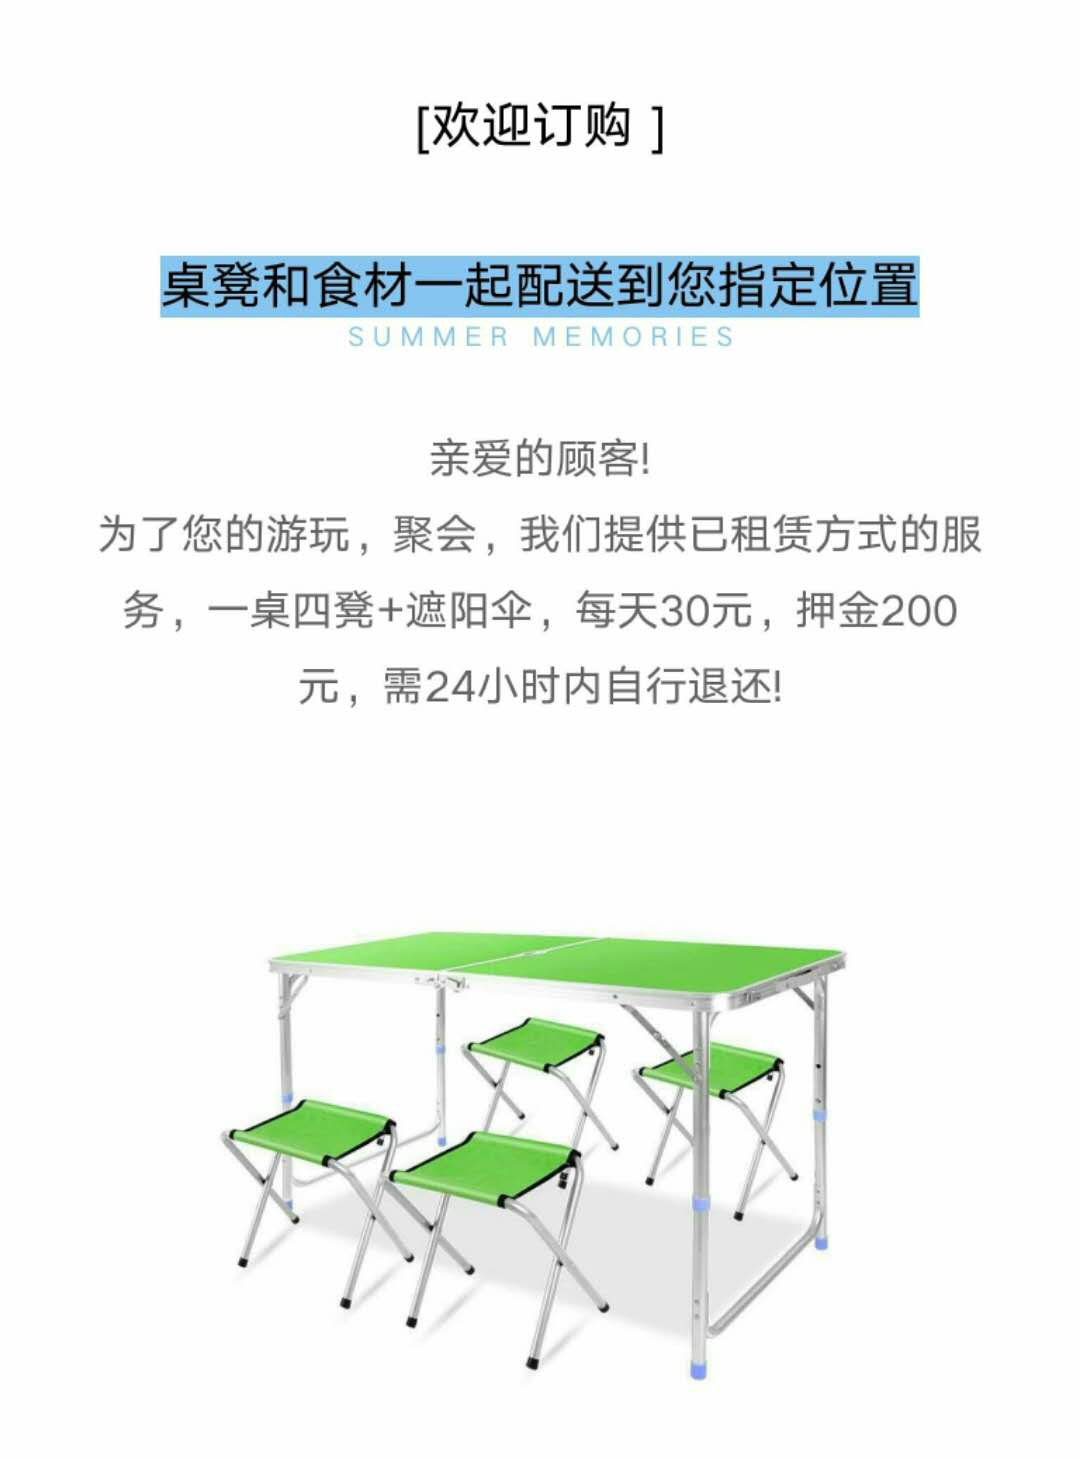 [欢迎订购 ]
桌凳和食材一起配送到您指定位置
SUMMER MEMORIES
亲爱的顾客!
为了您的游玩，聚会，我们提供已租赁方式的服
务，一桌四凳+遮阳伞，每天30元，押金200
元，需24小时内自行退还!